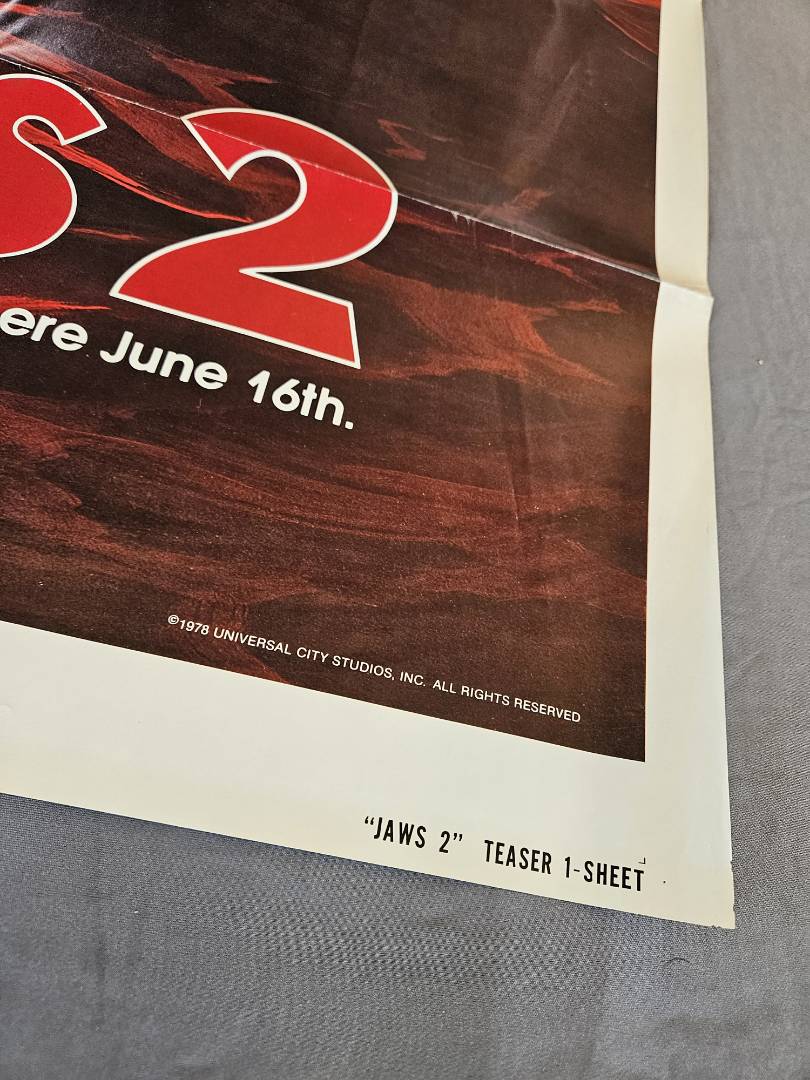 S 2
ere June 16th.
©1978 UNIVERSAL CITY STUDIOS, INC. ALL RIGHTS RESERVED
“JAWS 2” TEASER 1-SHEET